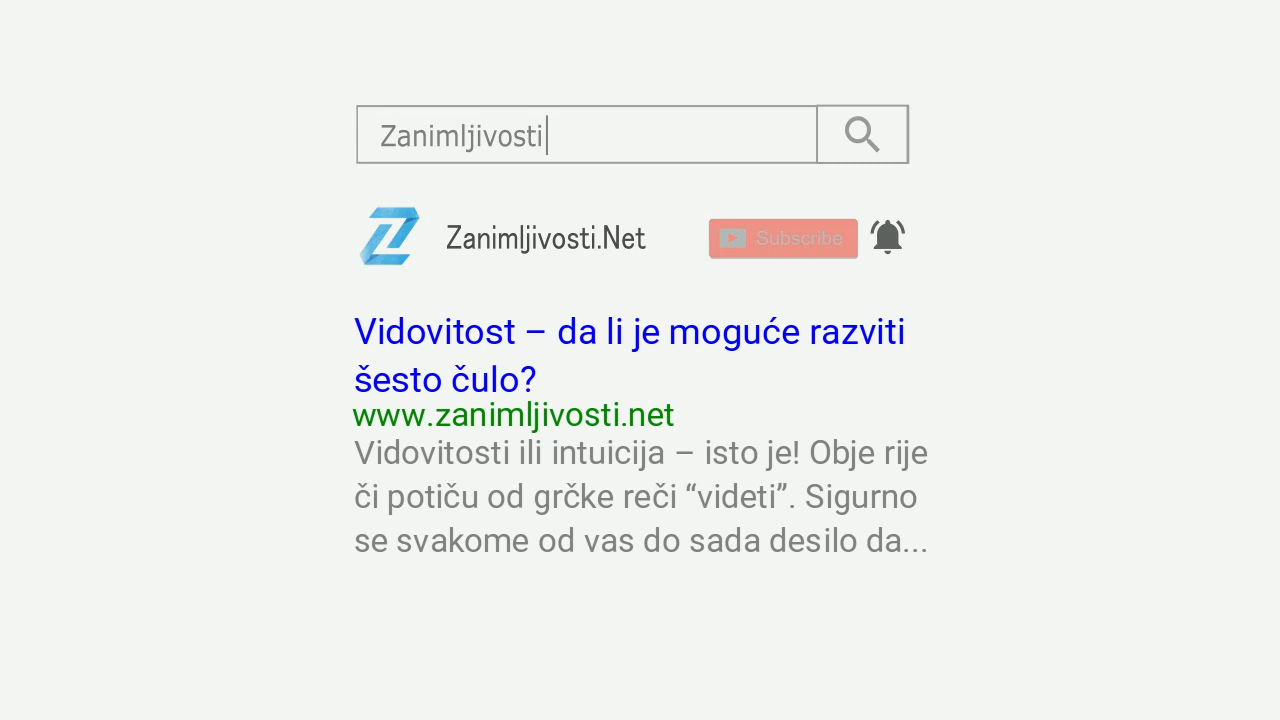 Zanimljivosti
Zanimljivosti.Net
Subscribe
Vidovitost – da li je moguće razviti
šesto čulo?
www.zanimljivosti.net
Vidovitosti ili intuicija – isto je! Obje rije
či potiču od grčke reči “videti”. Sigurno
se svakome od vas do sada desilo da...